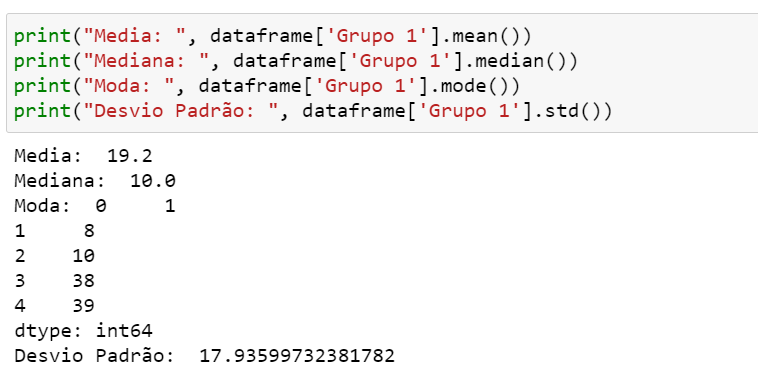 print("Media: ", dataframe['Grupo 1'].mean())
print("Mediana: ", dataframe['Grupo 1'].median())
print("Moda: ", dataframe['Grupo 1'].mode())
print("Desvio Padrão: ", dataframe['Grupo 1'].std())
Media:  19.2
Mediana:  10.0
Moda:  0     1
1     8
2    10
3    38
4    39
dtype: int64
Desvio Padrão:  17.93599732381782